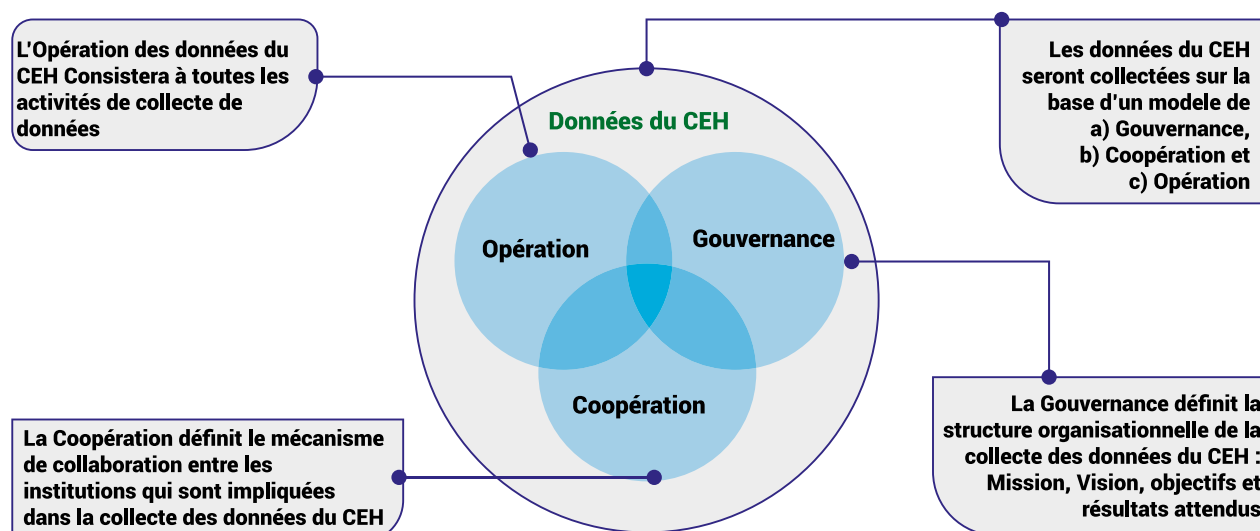 L'Opération des données du
CEH Consistera à toutes les
activités de collecte de
données
Les données du CEH
seront collectées sur la
base d'un modele de
a) Gouvernance,
b) Coopération et
c) Opération
Données du CEH
Opération
Gouvernance
Coopération
La Coopération définit le mécanisme
de collaboration entre les
institutions qui sont impliquées
dans la collecte des données du CEH
La Gouvernance définit la
structure organisationnelle de la
collecte des données du CEH :
Mission, Vision, objectifs et
résultats attendus